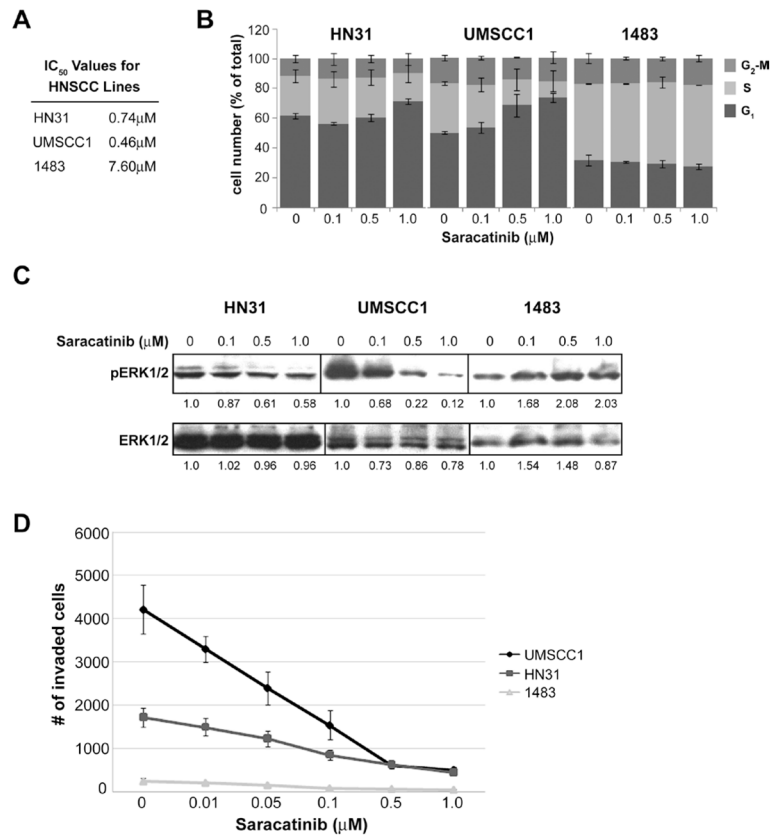 A
IC50 Values for
HNSCC Lines
HN31 0.74μM
UMSCC1 0.46μM
1483 7.60μM
B
HN31 UMSCC1 1483
cell number (% of total)
120
100
80
60
40
20
0
0 0.1 0.5 1.0 0 0.1 0.5 1.0 0 0.1 0.5 1.0
Saracatinib (μM)
G2-M
S
G1
C
HN31 UMSCC1 1483
Saracatinib (μM) 0 0.1 0.5 1.0 0 0.1 0.5 1.0 0 0.1 0.5 1.0
pERK1/2
1.0 0.87 0.61 0.58 1.0 0.68 0.22 0.12 1.0 1.68 2.08 2.03
ERK1/2
1.0 1.02 0.96 0.96 1.0 0.73 0.86 0.78 1.0 1.54 1.48 0.87
D
# of invaded cells
6000
5000
4000
3000
2000
1000
0
0 0.01 0.05 0.1 0.5 1.0
Saracatinib (μM)
UMSCC1
HN31
1483